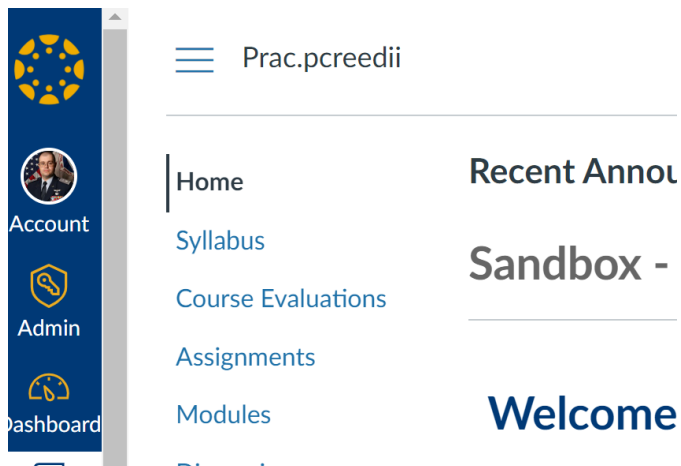 Prac.pcreedii
Account
Admin
Dashboard
Home
Syllabus
Course Evaluations
Assignments
Modules
Recent Annou
Sandbox -
Welcome